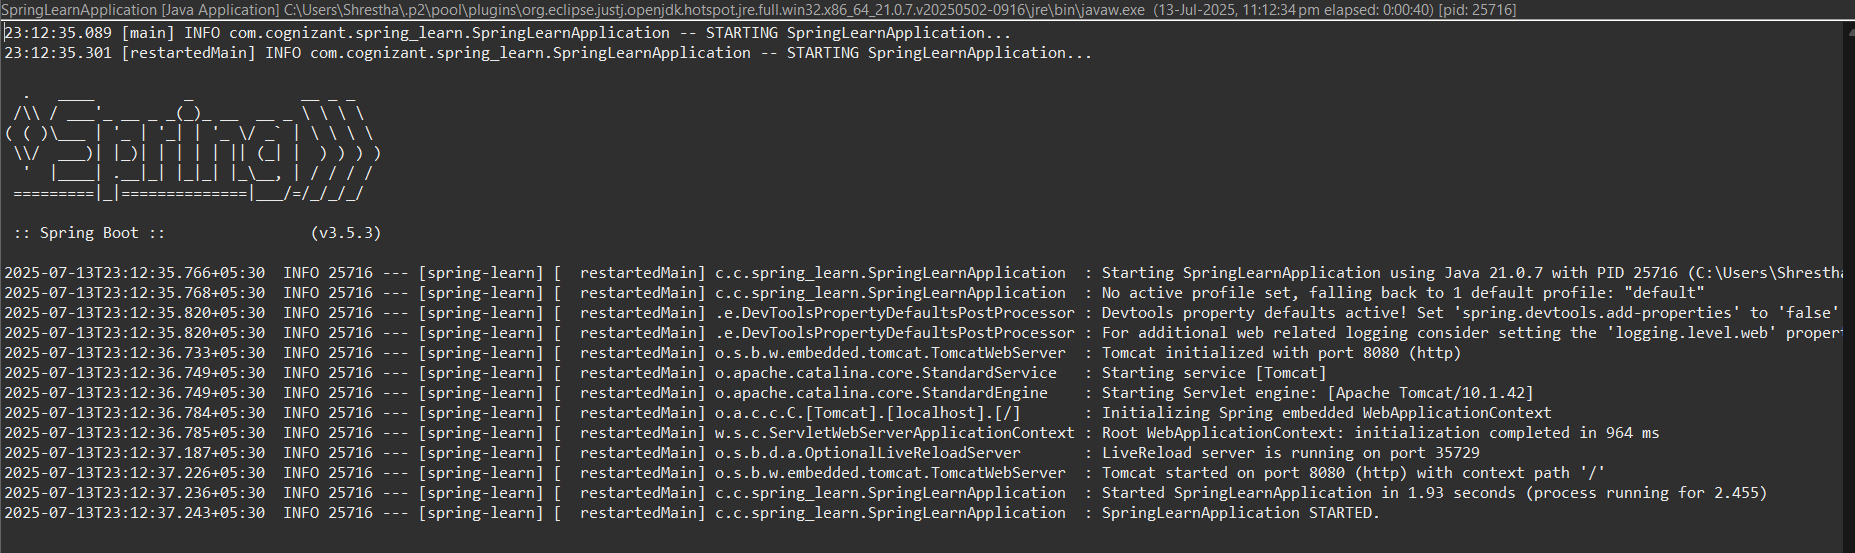 SpringLearnApplication [Java Application] C:\Users\Shrestha\.p2\pool\plugins\org.eclipse.justj.openjdk.hotspot.jre.full.win32.x86_64_21.0.7.v20250502-0916\jre\bin\javaw.exe (13-Jul-2025, 11:12:34 pm elapsed: 0:00:40) [pid: 25716]
23:12:35.089 [main] INFO com.cognizant.spring_learn.SpringLearnApplication -- STARTING SpringLearnApplication...
23:12:35.301 [restartedMain] INFO com.cognizant.spring_learn.SpringLearnApplication -- STARTING SpringLearnApplication...
  .   ____          _            __ _ _
 /\\ / ___'_ __ _ _(_)_ __  __ _ \ \ \ \
( ( )\___ | '_ | '_| | '_ \/ _` | \ \ \ \
 \\/  ___)| |_)| | | | | || (_| |  ) ) ) )
  '  |____| .__|_| |_|_| |_\__, | / / / /
 =========|_|==============|___/=/_/_/_/
 :: Spring Boot ::                (v3.5.3)
2025-07-13T23:12:35.766+05:30  INFO 25716 --- [spring-learn] [  restartedMain] c.c.spring_learn.SpringLearnApplication  : Starting SpringLearnApplication using Java 21.0.7 with PID 25716 (C:\Users\Shrestha
2025-07-13T23:12:35.768+05:30  INFO 25716 --- [spring-learn] [  restartedMain] c.c.spring_learn.SpringLearnApplication  : No active profile set, falling back to 1 default profile: "default"
2025-07-13T23:12:35.820+05:30  INFO 25716 --- [spring-learn] [  restartedMain] .e.DevToolsPropertyDefaultsPostProcessor : Devtools property defaults active! Set 'spring.devtools.add-properties' to 'false'
2025-07-13T23:12:35.820+05:30  INFO 25716 --- [spring-learn] [  restartedMain] .e.DevToolsPropertyDefaultsPostProcessor : For additional web related logging consider setting the 'logging.level.web' propert
2025-07-13T23:12:36.733+05:30  INFO 25716 --- [spring-learn] [  restartedMain] o.s.b.w.embedded.tomcat.TomcatWebServer  : Tomcat initialized with port 8080 (http)
2025-07-13T23:12:36.749+05:30  INFO 25716 --- [spring-learn] [  restartedMain] o.apache.catalina.core.StandardService   : Starting service [Tomcat]
2025-07-13T23:12:36.749+05:30  INFO 25716 --- [spring-learn] [  restartedMain] o.apache.catalina.core.StandardEngine    : Starting Servlet engine: [Apache Tomcat/10.1.42]
2025-07-13T23:12:36.784+05:30  INFO 25716 --- [spring-learn] [  restartedMain] o.a.c.c.C.[Tomcat].[localhost].[/]       : Initializing Spring embedded WebApplicationContext
2025-07-13T23:12:36.785+05:30  INFO 25716 --- [spring-learn] [  restartedMain] w.s.c.ServletWebServerApplicationContext : Root WebApplicationContext: initialization completed in 964 ms
2025-07-13T23:12:37.187+05:30  INFO 25716 --- [spring-learn] [  restartedMain] o.s.b.d.a.OptionalLiveReloadServer       : LiveReload server is running on port 35729
2025-07-13T23:12:37.226+05:30  INFO 25716 --- [spring-learn] [  restartedMain] o.s.b.w.embedded.tomcat.TomcatWebServer  : Tomcat started on port 8080 (http) with context path '/'
2025-07-13T23:12:37.236+05:30  INFO 25716 --- [spring-learn] [  restartedMain] c.c.spring_learn.SpringLearnApplication  : Started SpringLearnApplication in 1.93 seconds (process running for 2.455)
2025-07-13T23:12:37.243+05:30  INFO 25716 --- [spring-learn] [  restartedMain] c.c.spring_learn.SpringLearnApplication  : SpringLearnApplication STARTED.